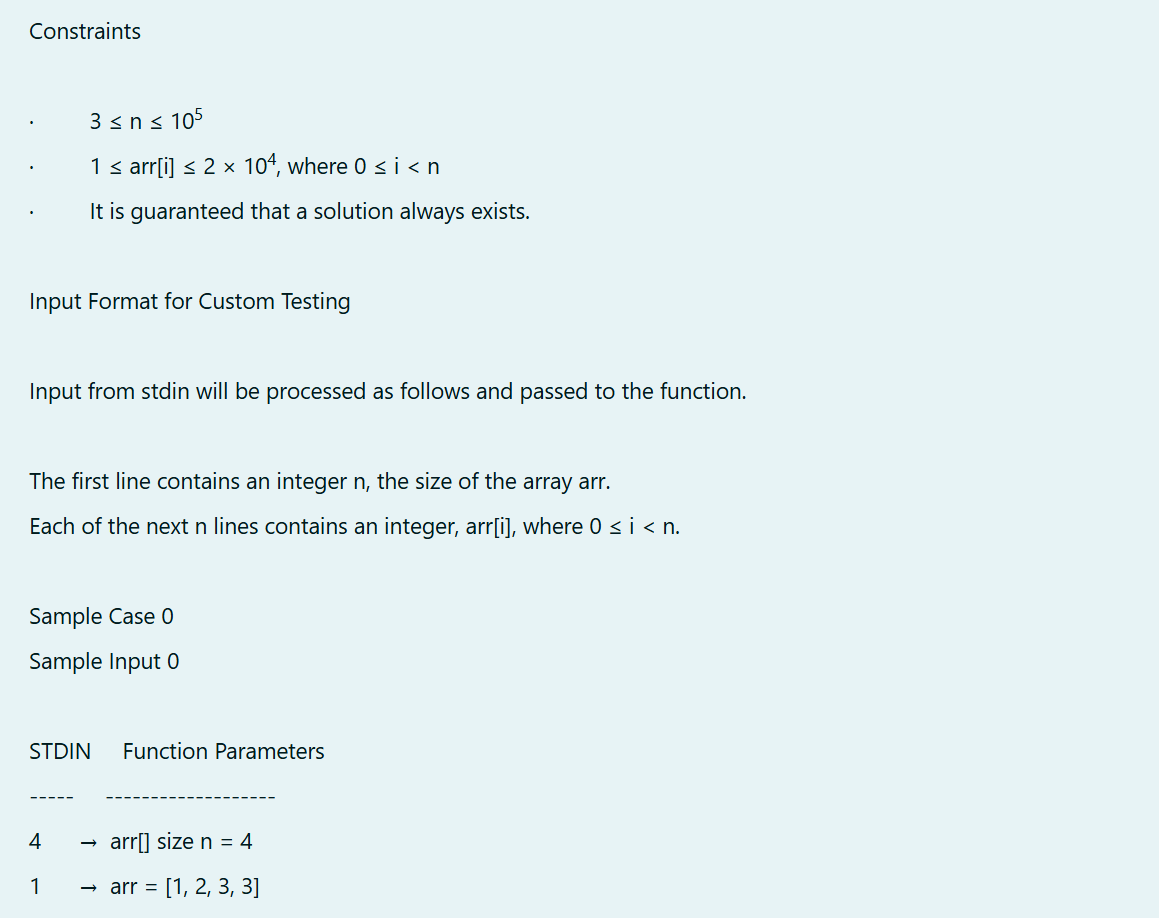 Constraints
· 3 ≤ n ≤ 10⁵
· 1 ≤ arr[i] ≤ 2 × 10⁴, where 0 ≤ i < n
· It is guaranteed that a solution always exists.
Input Format for Custom Testing
Input from stdin will be processed as follows and passed to the function.
The first line contains an integer n, the size of the array arr.
Each of the next n lines contains an integer, arr[i], where 0 ≤ i < n.
Sample Case 0
Sample Input 0
STDIN Function Parameters
----- -------------------
4 → arr[] size n = 4
1 → arr = [1, 2, 3, 3]